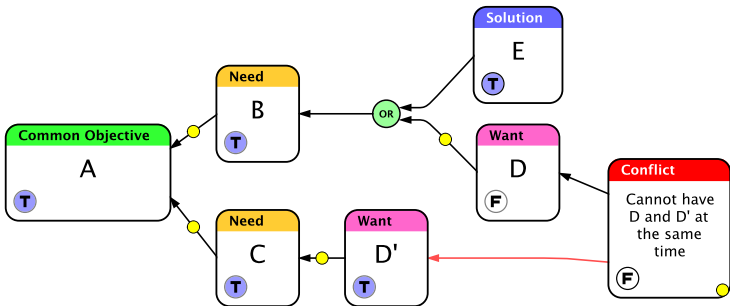 Solution
E
T
Need
B
T
OR
Common Objective
A
T
Want
D
F
Conflict
Cannot have
D and D' at
the same
time
F
Need
C
T
Want
D'
T